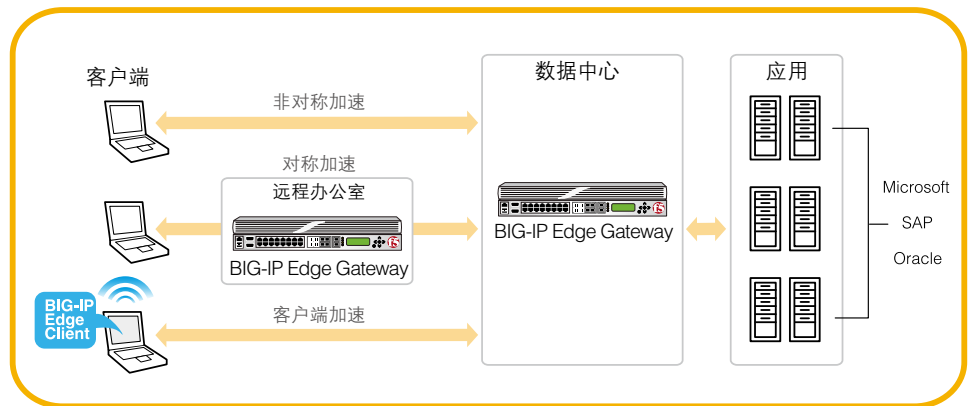 客户端
数据中心
应用
非对称加速
对称加速
远程办公室
BIG-IP Edge Gateway
BIG-IP Edge Gateway
Microsoft
SAP
Oracle
BIG-IP
Edge
Client
客户端加速